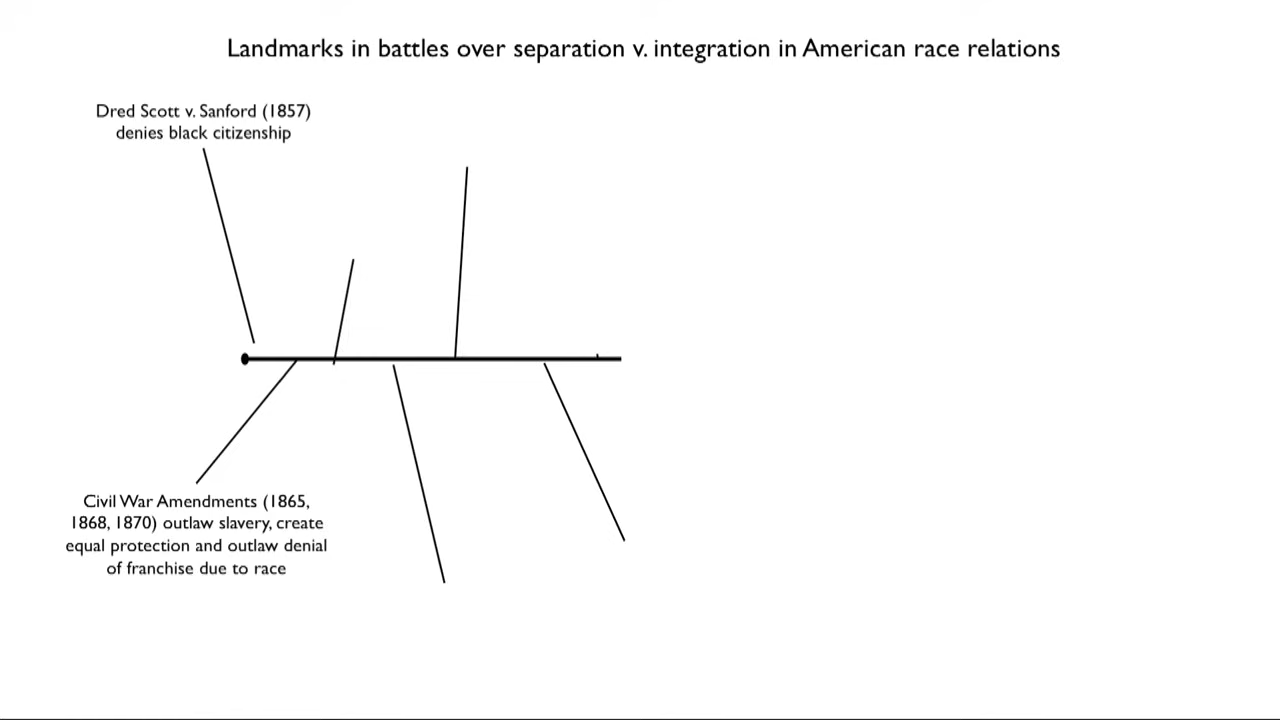 Landmarks in battles over separation v. integration in American race relations
Dred Scott v. Sanford (1857)
denies black citizenship
Civil War Amendments (1865,
1868, 1870) outlaw slavery, create
equal protection and outlaw denial
of franchise due to race